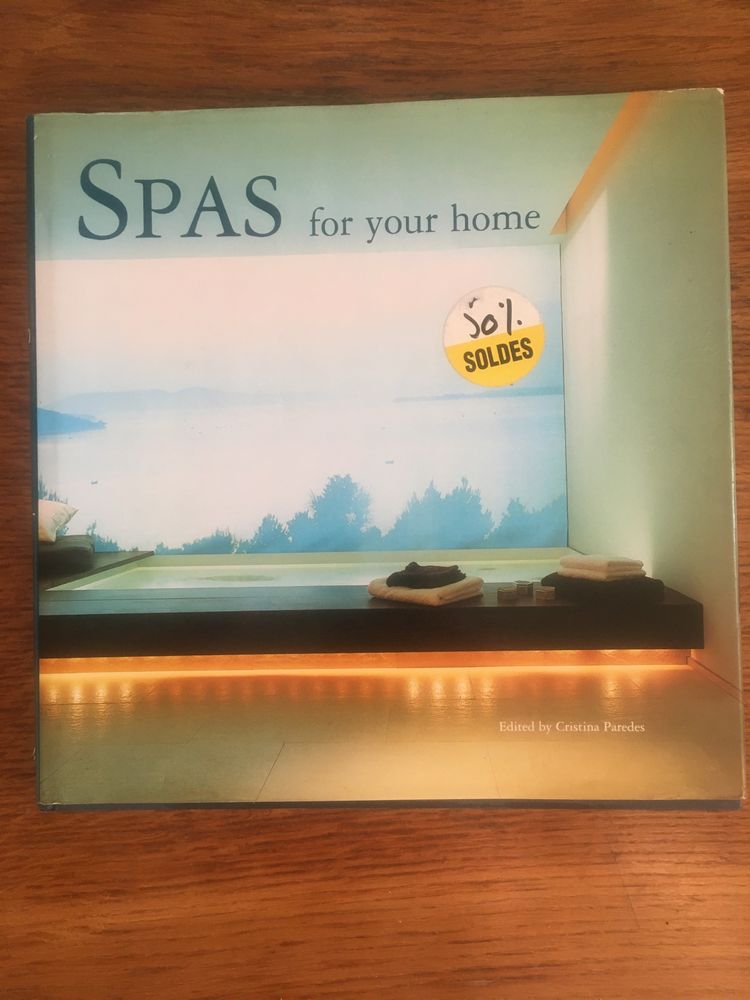 SPAS for your home
50%
SOLDES
Edited by Cristina Paredes